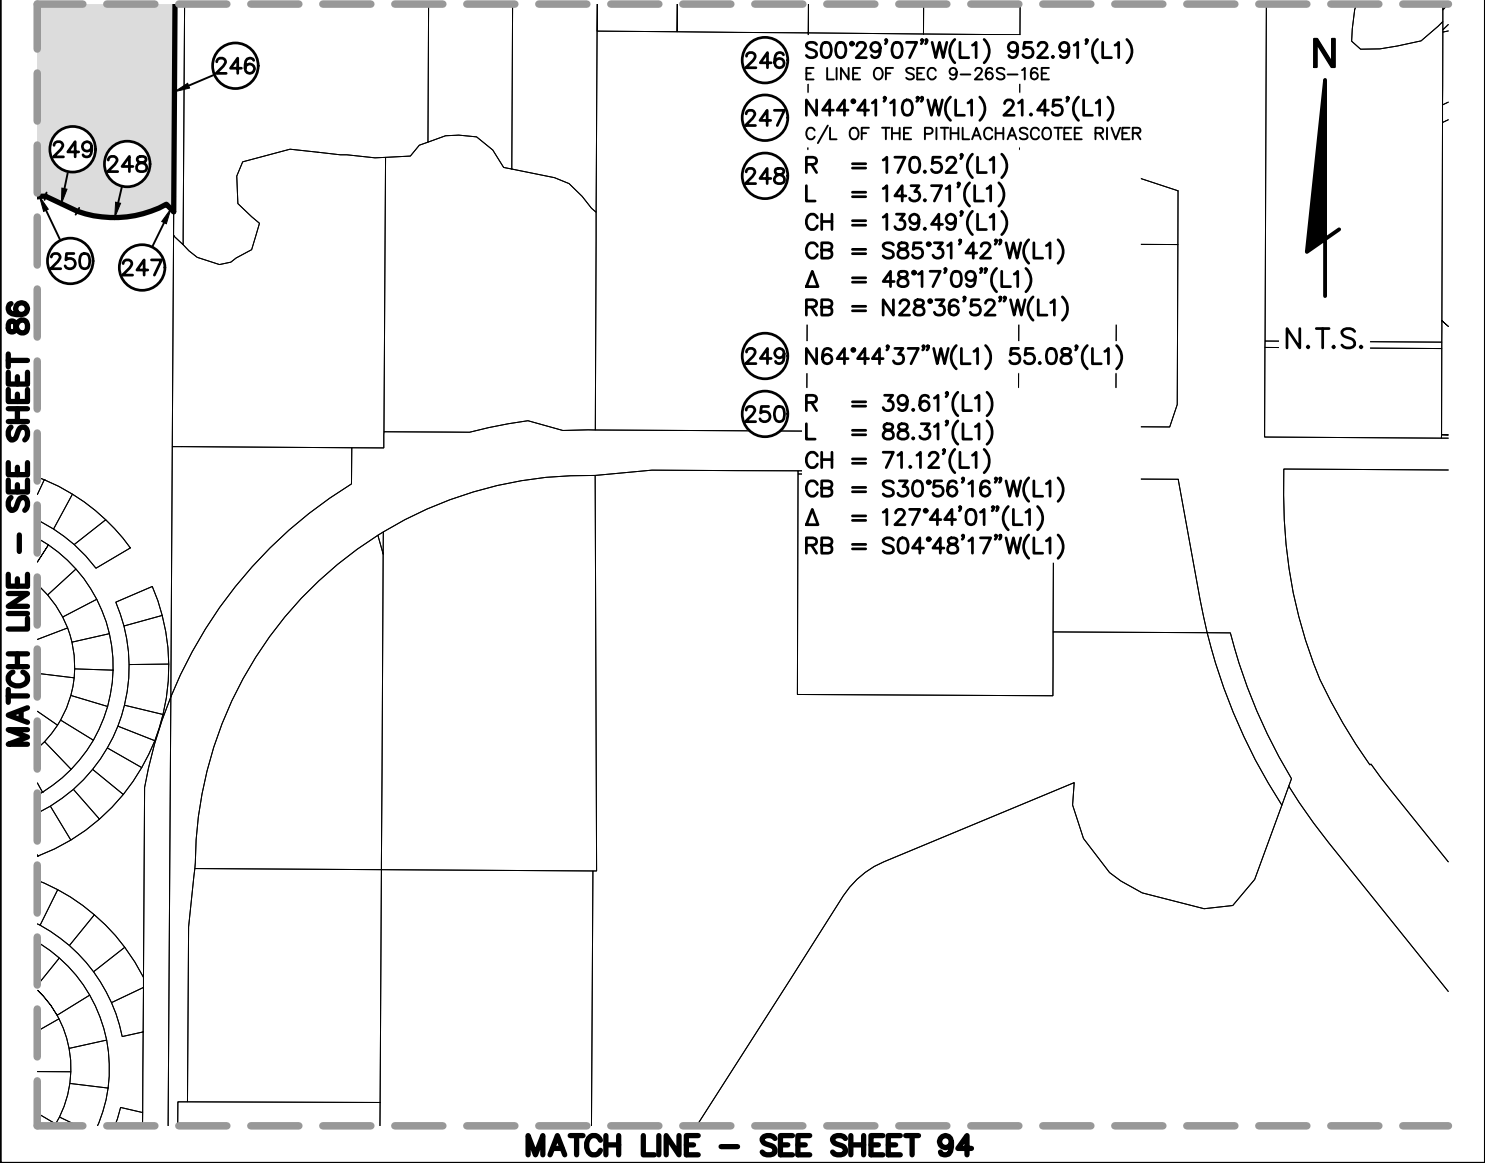 246
249
248
250
247
246 S00°29'07"W(L1) 952.91'(L1)
E LINE OF SEC 9-26S-16E
247 N44°41'10"W(L1) 21.45'(L1)
C/L OF THE PITHLACHASCOTEE RIVER
248 R = 170.52'(L1)
L = 143.71'(L1)
CH = 139.49'(L1)
CB = S85°31'42"W(L1)
Δ = 48°17'09"(L1)
RB = N28°36'52"W(L1)
249 N64°44'37"W(L1) 55.08'(L1)
250 R = 39.61'(L1)
L = 88.31'(L1)
CH = 71.12'(L1)
CB = S30°56'16"W(L1)
Δ = 127°44'01"(L1)
RB = S04°48'17"W(L1)
N
N.T.S.
MATCH LINE - SEE SHEET 86
MATCH LINE - SEE SHEET 94